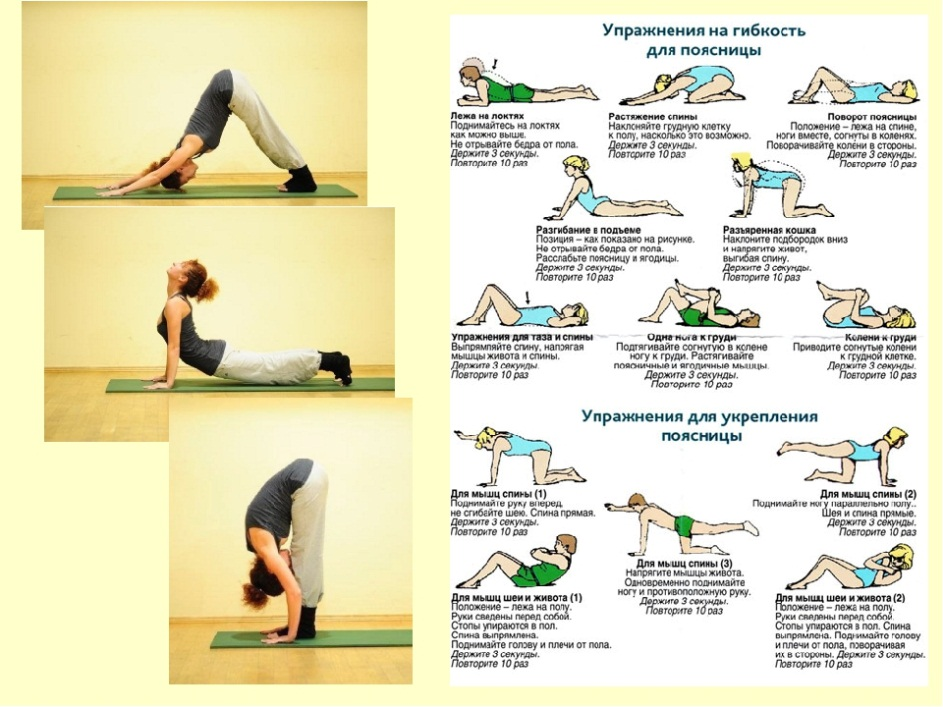 Упражнения на гибкость
для поясницы
Лежа на локтях
Поднимайтесь на локтях
как можно выше.
Не отрывайте бедра от пола.
Держите 3 секунды.
Повторите 10 раз
Растяжение спины
Наклоняйте грудную клетку
к полу, насколько это возможно.
Держите 3 секунды.
Повторите 10 раз
Поворот поясницы
Положение – лежа на спине,
ноги вместе, согнуты в коленях.
Поворачивайте колени в стороны.
Держите 3 секунды.
Повторите 10 раз
Разгибание в подъеме
Позиция – как показано на рисунке.
Не отрывайте бедра от пола.
Расслабьте поясницу и ягодицы.
Держите 3 секунды.
Повторите 10 раз
Разъяренная кошка
Наклоните подбородок вниз
и напрягите живот,
выгибая спину.
Держите 3 секунды.
Повторите 10 раз
Упражнения для таза и спины
Выпрямляйте спину, напрягая
мышцы живота и спины.
Держите 3 секунды.
Повторите 10 раз
Одна нога к груди
Подтягивайте согнутую в колене
ногу к груди. Растягивайте
поясничные и ягодичные мышцы.
Держите 3 секунды.
Повторите 10 раз
Колени к груди
Приводите согнутые колени
к грудной клетке.
Держите 3 секунды.
Повторите 10 раз
Упражнения для укрепления
поясницы
Для мышц спины (1)
Поднимайте руку вперед,
не сгибайте шею. Спина прямая.
Держите 3 секунды.
Повторите 10 раз
Для мышц спины (2)
Поднимайте ногу параллельно полу..
Шея и спина прямые.
Держите 3 секунды.
Повторите 10 раз
Для мышц спины (3)
Напрягите мышцы живота.
Одновременно поднимайте
ногу и противоположную руку.
Держите 3 секунды.
Повторите 10 раз
Для мышц шеи и живота (1)
Положение – лежа на полу.
Руки сведены перед собой.
Стопы упираются в пол.
Спина выпрямлена.
Поднимайте голову и плечи от пола.
Держите 3 секунды.
Повторите 10 раз
Для мышц шеи и живота (2)
Положение – лежа на полу.
Руки сведены перед собой.
Стопы упираются в пол. Спина
выпрямлена. Поднимайте голову
и плечи от пола, поворачивая
их в стороны. Держите 3 секунды.
Повторите 10 раз